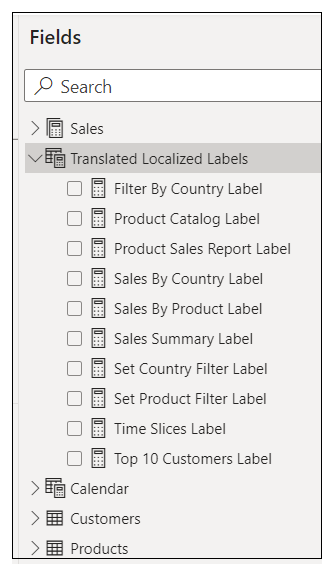 Fields
Search
Sales
Translated Localized Labels
Filter By Country Label
Product Catalog Label
Product Sales Report Label
Sales By Country Label
Sales By Product Label
Sales Summary Label
Set Country Filter Label
Set Product Filter Label
Time Slices Label
Top 10 Customers Label
Calendar
Customers
Products